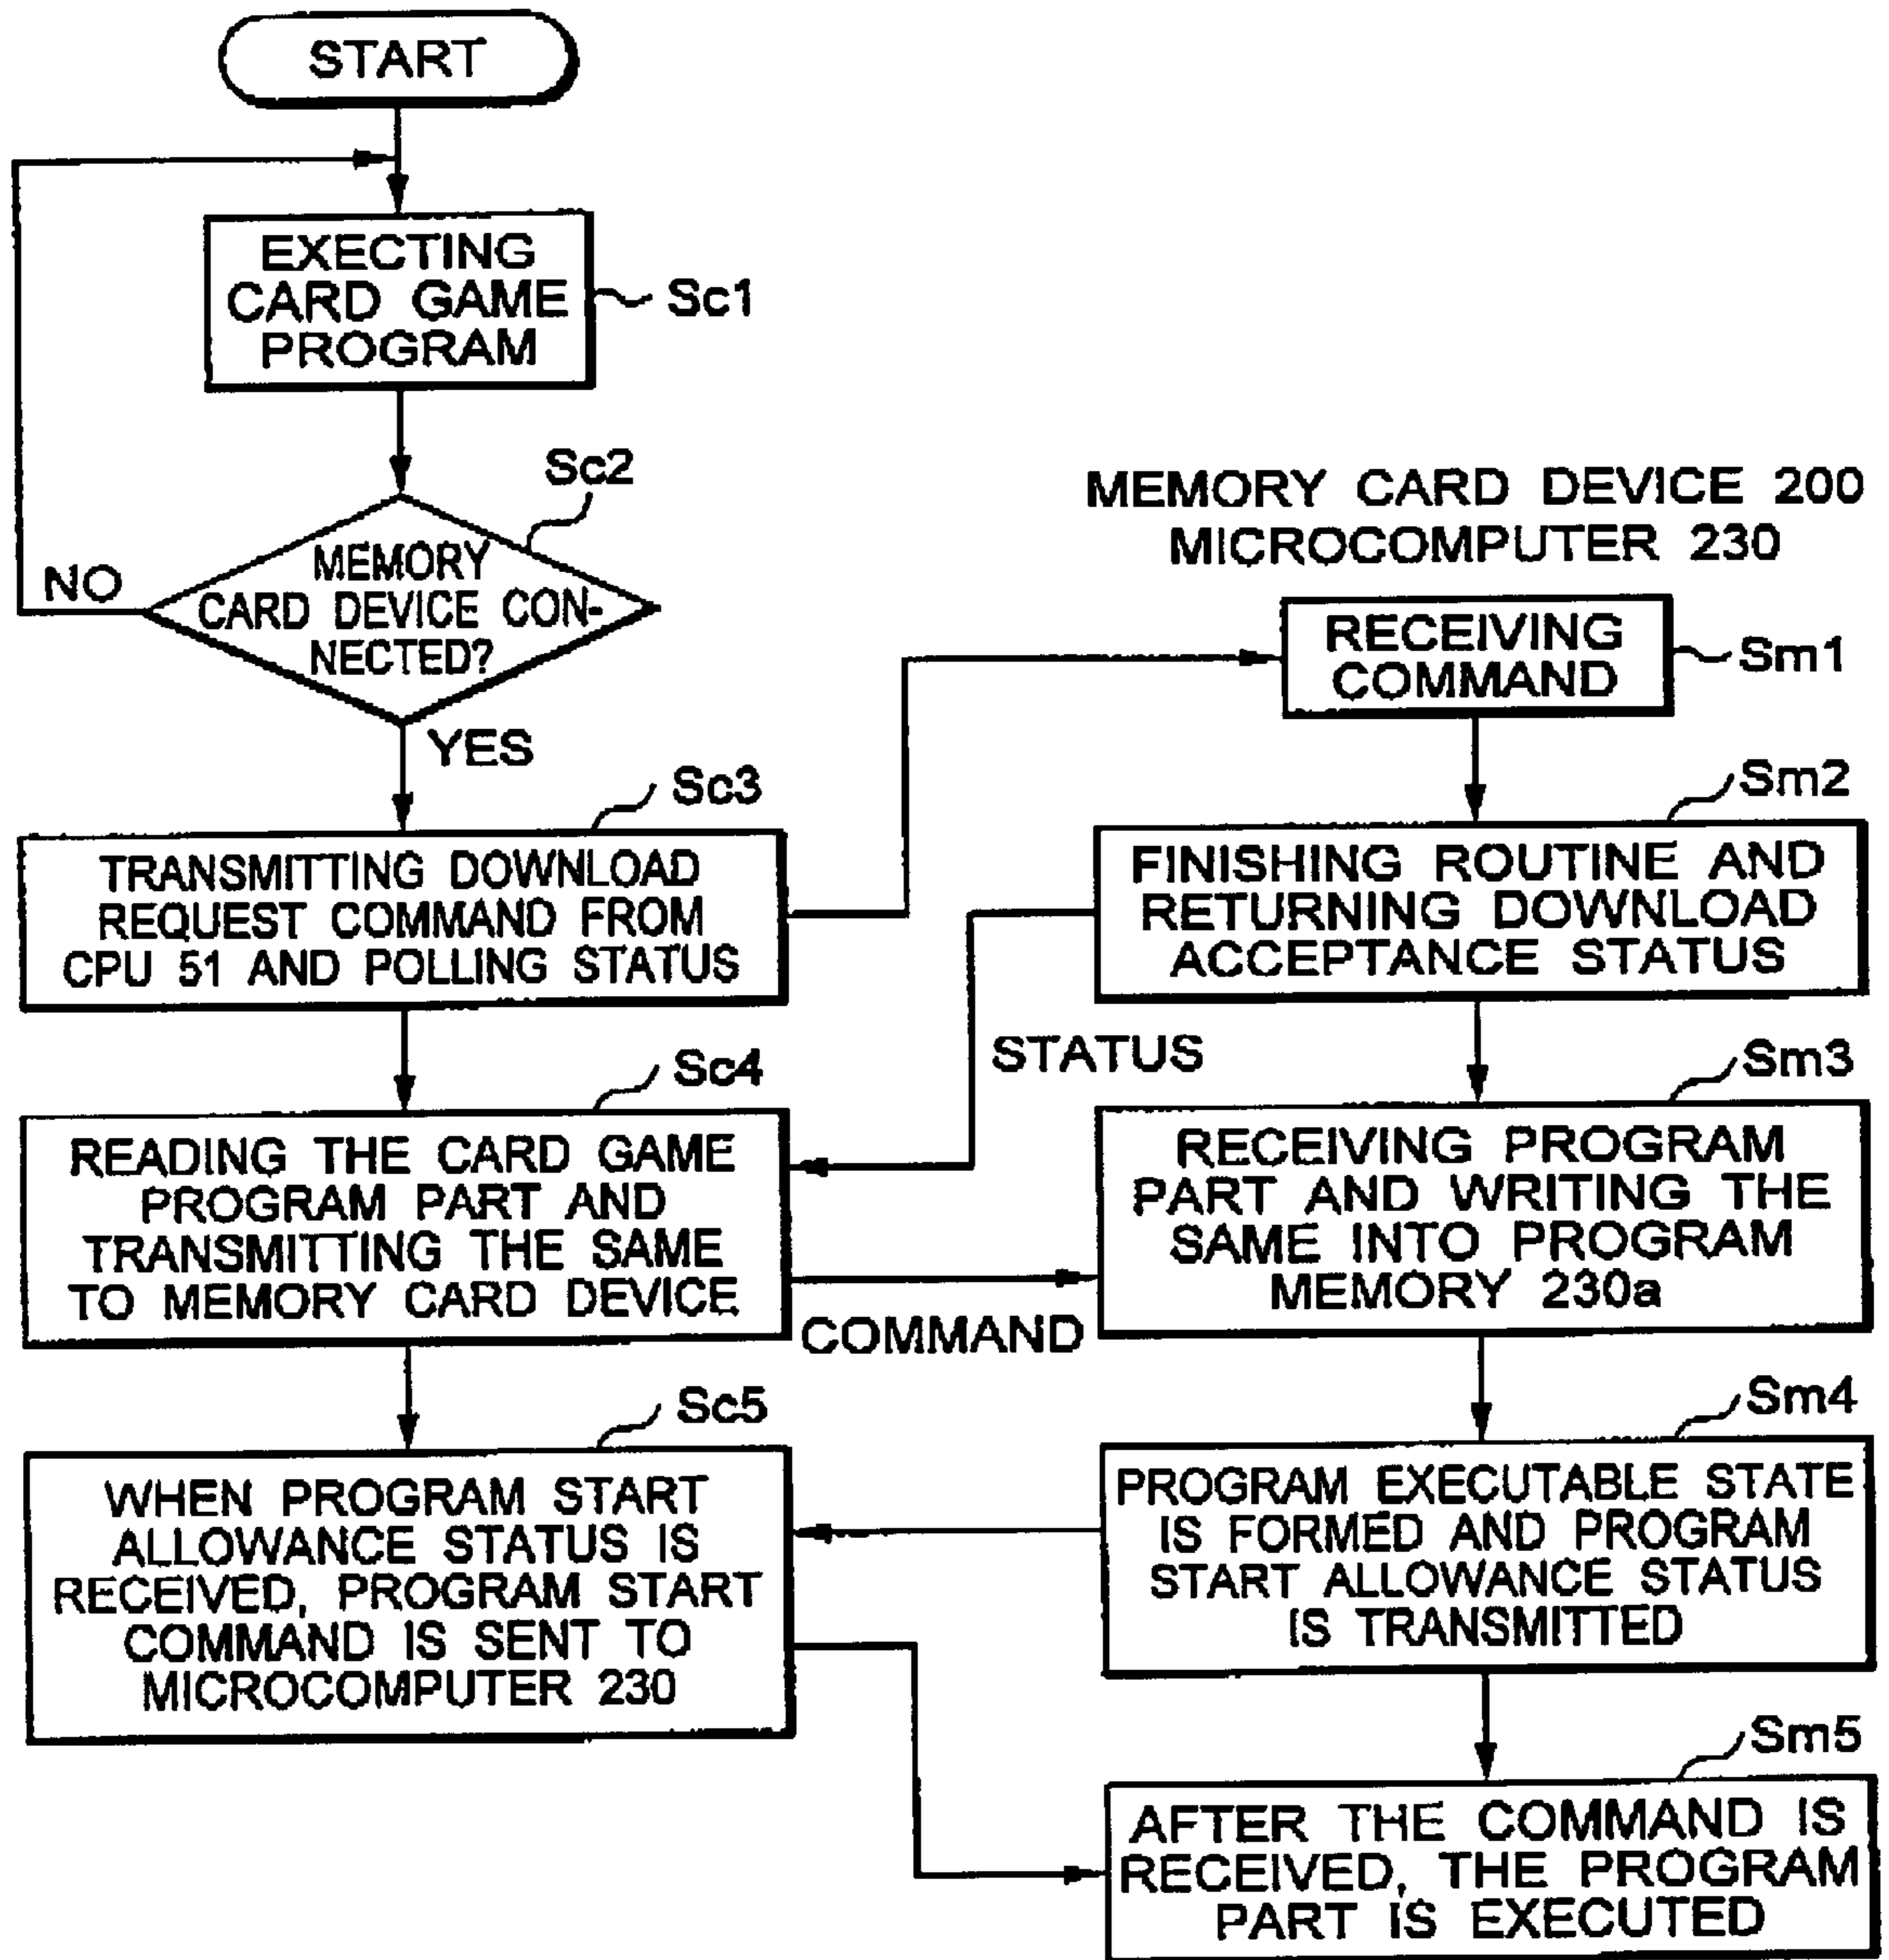 START
EXECTING
CARD GAME
PROGRAM
Sc1
Sc2
MEMORY
CARD DEVICE CON-
NECTED?
NO
YES
Sc3
TRANSMITTING DOWNLOAD
REQUEST COMMAND FROM
CPU 51 AND POLLING STATUS
Sc4
READING THE CARD GAME
PROGRAM PART AND
TRANSMITTING THE SAME
TO MEMORY CARD DEVICE
Sc5
WHEN PROGRAM START
ALLOWANCE STATUS IS
RECEIVED, PROGRAM START
COMMAND IS SENT TO
MICROCOMPUTER 230
STATUS
COMMAND
MEMORY CARD DEVICE 200
MICROCOMPUTER 230
RECEIVING
COMMAND
Sm1
Sm2
FINISHING ROUTINE AND
RETURNING DOWNLOAD
ACCEPTANCE STATUS
Sm3
RECEIVING PROGRAM
PART AND WRITING THE
SAME INTO PROGRAM
MEMORY 230a
Sm4
PROGRAM EXECUTABLE STATE
IS FORMED AND PROGRAM
START ALLOWANCE STATUS
IS TRANSMITTED
Sm5
AFTER THE COMMAND IS
RECEIVED, THE PROGRAM
PART IS EXECUTED